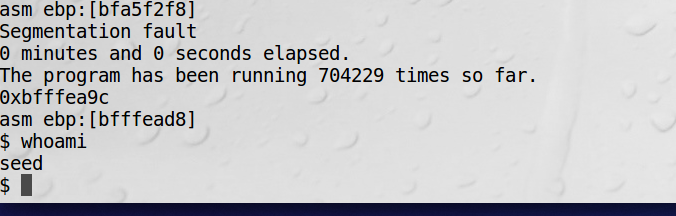 asm ebp:[bfa5f2f8]
Segmentation fault
0 minutes and 0 seconds elapsed.
The program has been running 704229 times so far.
0xbfffea9c
asm ebp:[bfffead8]
$ whoami
seed
$